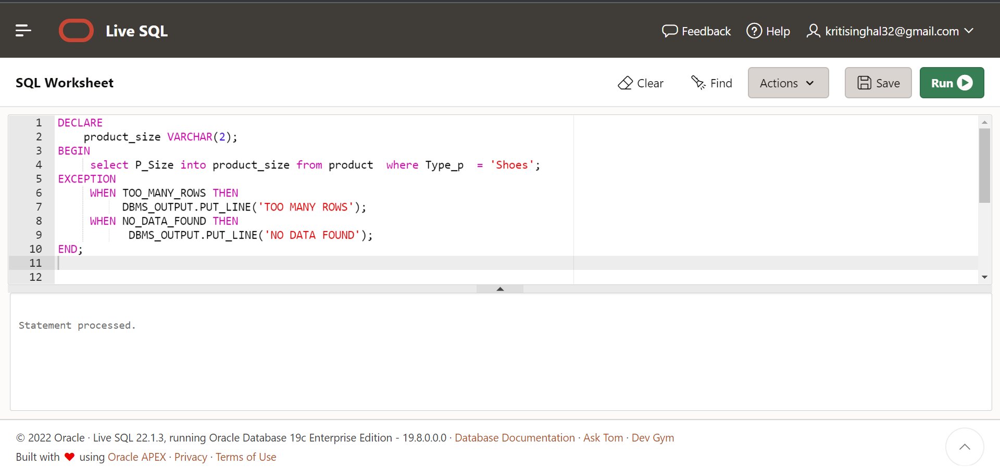 Live SQL
Feedback
Help
kritisinghal32@gmail.com
SQL Worksheet
Clear
Find
Actions
Save
Run
1 DECLARE
2 product_size VARCHAR(2);
3 BEGIN
4 select P_Size into product_size from product  where Type_p  = 'Shoes';
5 EXCEPTION
6 WHEN TOO_MANY_ROWS THEN
7 DBMS_OUTPUT.PUT_LINE('TOO MANY ROWS');
8 WHEN NO_DATA_FOUND THEN
9 DBMS_OUTPUT.PUT_LINE('NO DATA FOUND');
10 END;
11
12
Statement processed.
© 2022 Oracle · Live SQL 22.1.3, running Oracle Database 19c Enterprise Edition - 19.8.0.0.0 · Database Documentation · Ask Tom · Dev Gym
Built with ♥ using Oracle APEX · Privacy · Terms of Use